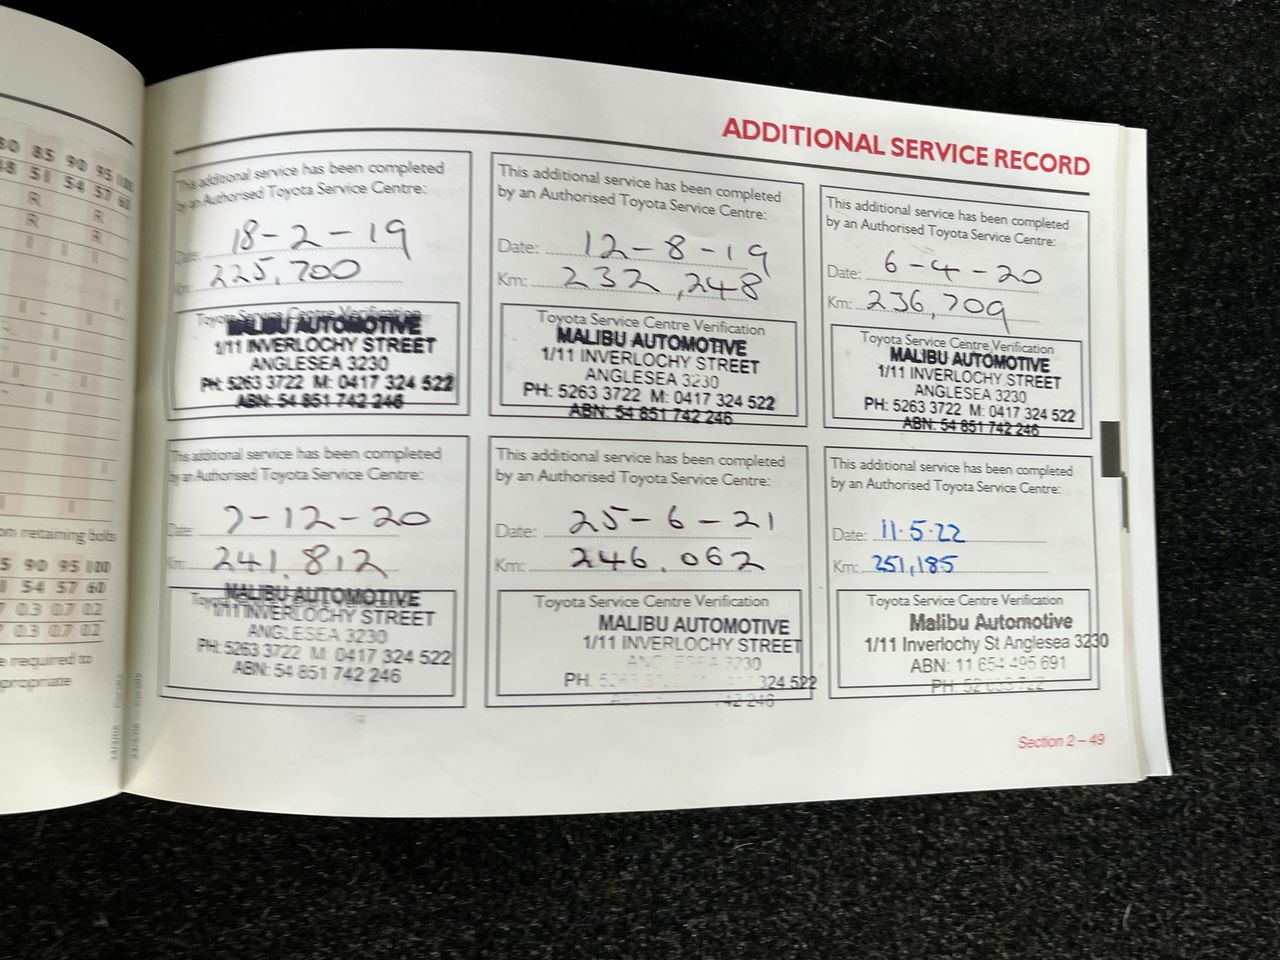 ADDITIONAL SERVICE RECORD
This additional service has been completed
by an Authorised Toyota Service Centre:
Date: 18-2-19
Km: 225,700
Toyota Service Centre Verification
MALIBU AUTOMOTIVE
1/11 INVERLOCHY STREET
ANGLESEA 3230
PH: 5263 3722 M: 0417 324 522
ABN: 54 851 742 246
This additional service has been completed
by an Authorised Toyota Service Centre:
Date: 12-8-19
Km: 232,248
Toyota Service Centre Verification
MALIBU AUTOMOTIVE
1/11 INVERLOCHY STREET
ANGLESEA 3230
PH: 5263 3722 M: 0417 324 522
ABN: 54 851 742 246
This additional service has been completed
by an Authorised Toyota Service Centre:
Date: 6-4-20
Km: 236,709
Toyota Service Centre Verification
MALIBU AUTOMOTIVE
1/11 INVERLOCHY STREET
ANGLESEA 3230
PH: 5263 3722 M: 0417 324 522
ABN: 54 851 742 246
This additional service has been completed
by an Authorised Toyota Service Centre:
Date: 7-12-20
Km: 241,812
MALIBU AUTOMOTIVE
1/11 INVERLOCHY STREET
ANGLESEA 3230
PH: 5263 3722 M: 0417 324 522
ABN: 54 851 742 246
This additional service has been completed
by an Authorised Toyota Service Centre:
Date: 25-6-21
Km: 246.062
Toyota Service Centre Verification
MALIBU AUTOMOTIVE
1/11 INVERLOCHY STREET
ANGLESEA 3230
PH: 324 522
742 246
This additional service has been completed
by an Authorised Toyota Service Centre:
Date: 11.5.22
Km: 251,185
Toyota Service Centre Verification
Malibu Automotive
1/11 Inverlochy St Anglesea 3230
ABN: 11 654 495 691
PH:
Section 2 – 49